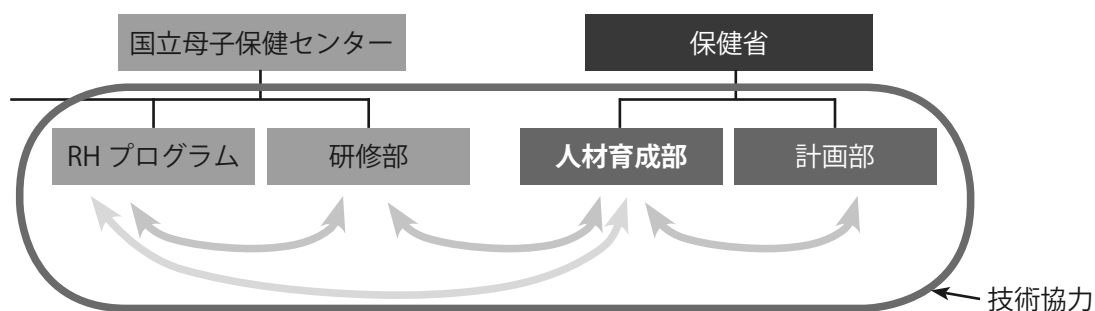 国立母子保健センター
保健省
RH プログラム
研修部
人材育成部
計画部
技術協力